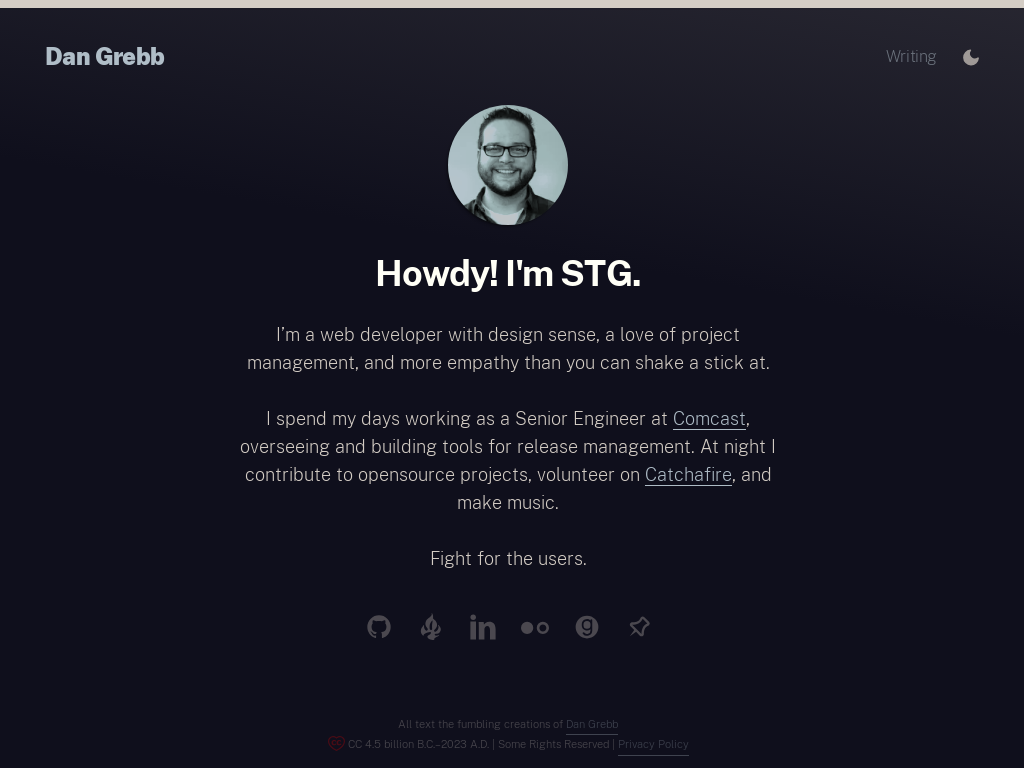 Dan Grebb
Writing
Howdy! I'm STG.
I’m a web developer with design sense, a love of project
management, and more empathy than you can shake a stick at.
I spend my days working as a Senior Engineer at Comcast,
overseeing and building tools for release management. At night I
contribute to opensource projects, volunteer on Catchafire, and
make music.
Fight for the users.
All text the fumbling creations of Dan Grebb
CC 4.5 billion B.C.–2023 A.D. | Some Rights Reserved | Privacy Policy